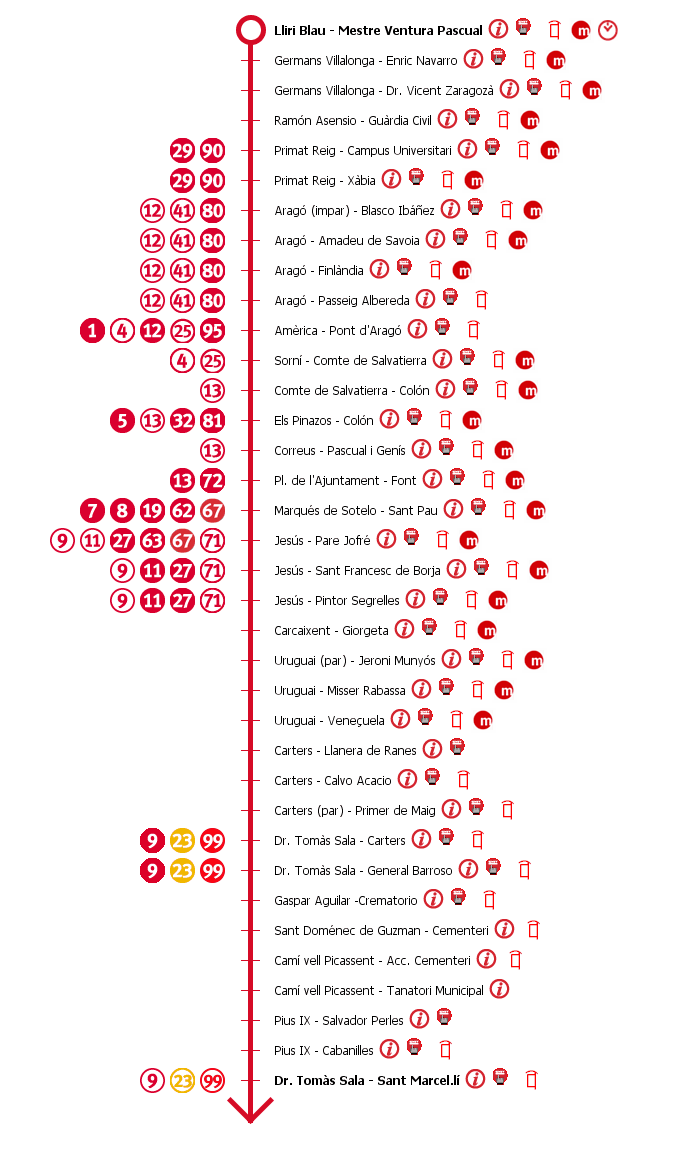 Lliri Blau - Mestre Ventura Pascual i m
Germans Villalonga - Enric Navarro i m
Germans Villalonga - Dr. Vicent Zaragozà i m
Ramón Asensio - Guàrdia Civil i m
29 90 Primat Reig - Campus Universitari i m
29 90 Primat Reig - Xàbia i m
12 41 80 Aragó (impar) - Blasco Ibáñez i m
12 41 80 Aragó - Amadeu de Savoia i m
12 41 80 Aragó - Finlàndia i m
12 41 80 Aragó - Passeig Albereda i
1 4 12 25 95 Amèrica - Pont d'Aragó i
4 25 Sorní - Comte de Salvatierra i m
13 Comte de Salvatierra - Colón i m
5 13 32 81 Els Pinazos - Colón i m
13 Correus - Pascual i Genís i m
13 72 Pl. de l'Ajuntament - Font i m
7 8 19 62 67 Marqués de Sotelo - Sant Pau i m
9 11 27 63 67 71 Jesús - Pare Jofré i m
9 11 27 71 Jesús - Sant Francesc de Borja i m
9 11 27 71 Jesús - Pintor Segrelles i m
Carcaixent - Giorgeta i m
Uruguai (par) - Jeroni Munyós i m
Uruguai - Misser Rabassa i m
Uruguai - Veneçuela i m
Carters - Llanera de Ranes i
Carters - Calvo Acacio i
Carters (par) - Primer de Maig i
9 23 99 Dr. Tomàs Sala - Carters i
9 23 99 Dr. Tomàs Sala - General Barroso i
Gaspar Aguilar -Crematorio i
Sant Doménec de Guzman - Cementeri i
Camí vell Picassent - Acc. Cementeri i
Camí vell Picassent - Tanatori Municipal i
Pius IX - Salvador Perles i
Pius IX - Cabanilles i
9 23 99 Dr. Tomàs Sala - Sant Marcel.lí i